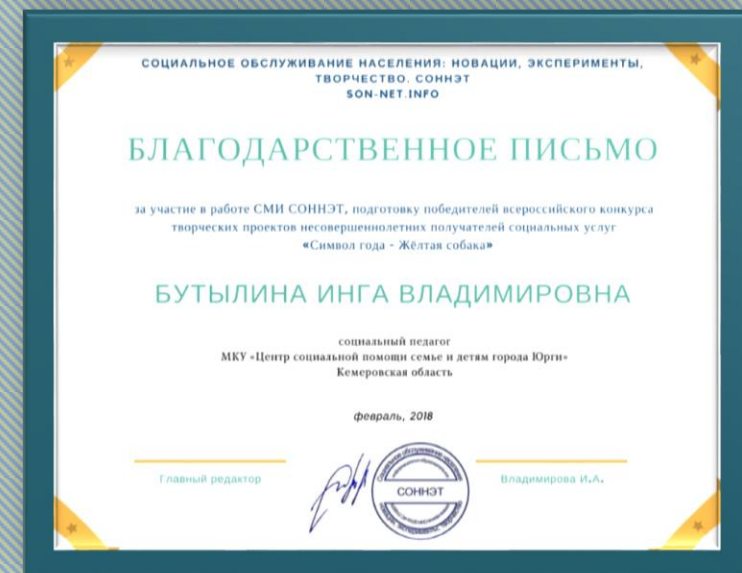 СОЦИАЛЬНОЕ ОБСЛУЖИВАНИЕ НАСЕЛЕНИЯ: НОВАЦИИ, ЭКСПЕРИМЕНТЫ,
ТВОРЧЕСТВО. СОННЭТ
SON-NET.INFO
БЛАГОДАРСТВЕННОЕ ПИСЬМО
за участие в работе СМИ СОННЭТ, подготовку победителей всероссийского конкурса
творческих проектов несовершеннолетних получателей социальных услуг
«Символ года - Жёлтая собака»
БУТЫЛИНА ИНГА ВЛАДИМИРОВНА
социальный педагог
МКУ «Центр социальной помощи семье и детям города Юрги»
Кемеровская область
февраль, 2018
Главный редактор
СОННЭТ
Владимирова И.А.